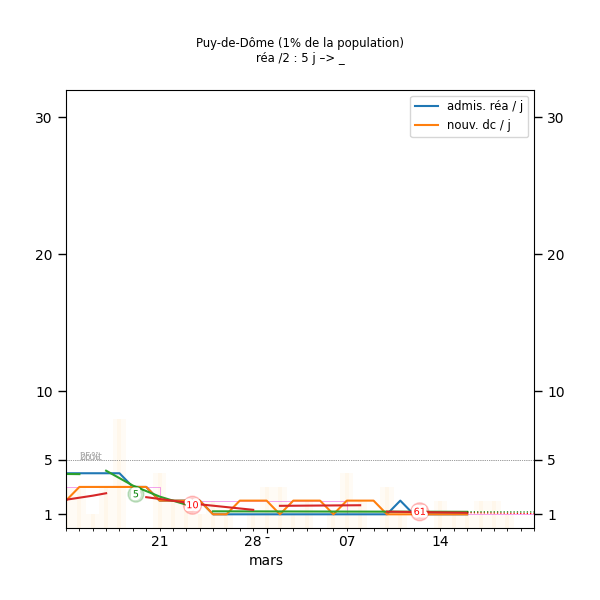 Puy-de-Dôme (1% de la population)
réa /2 : 5 j –> _
admis. réa / j
nouv. dc / j
30 30
20 20
10 10
5 5
1 1
5
10
61
21 28 07 14
mars